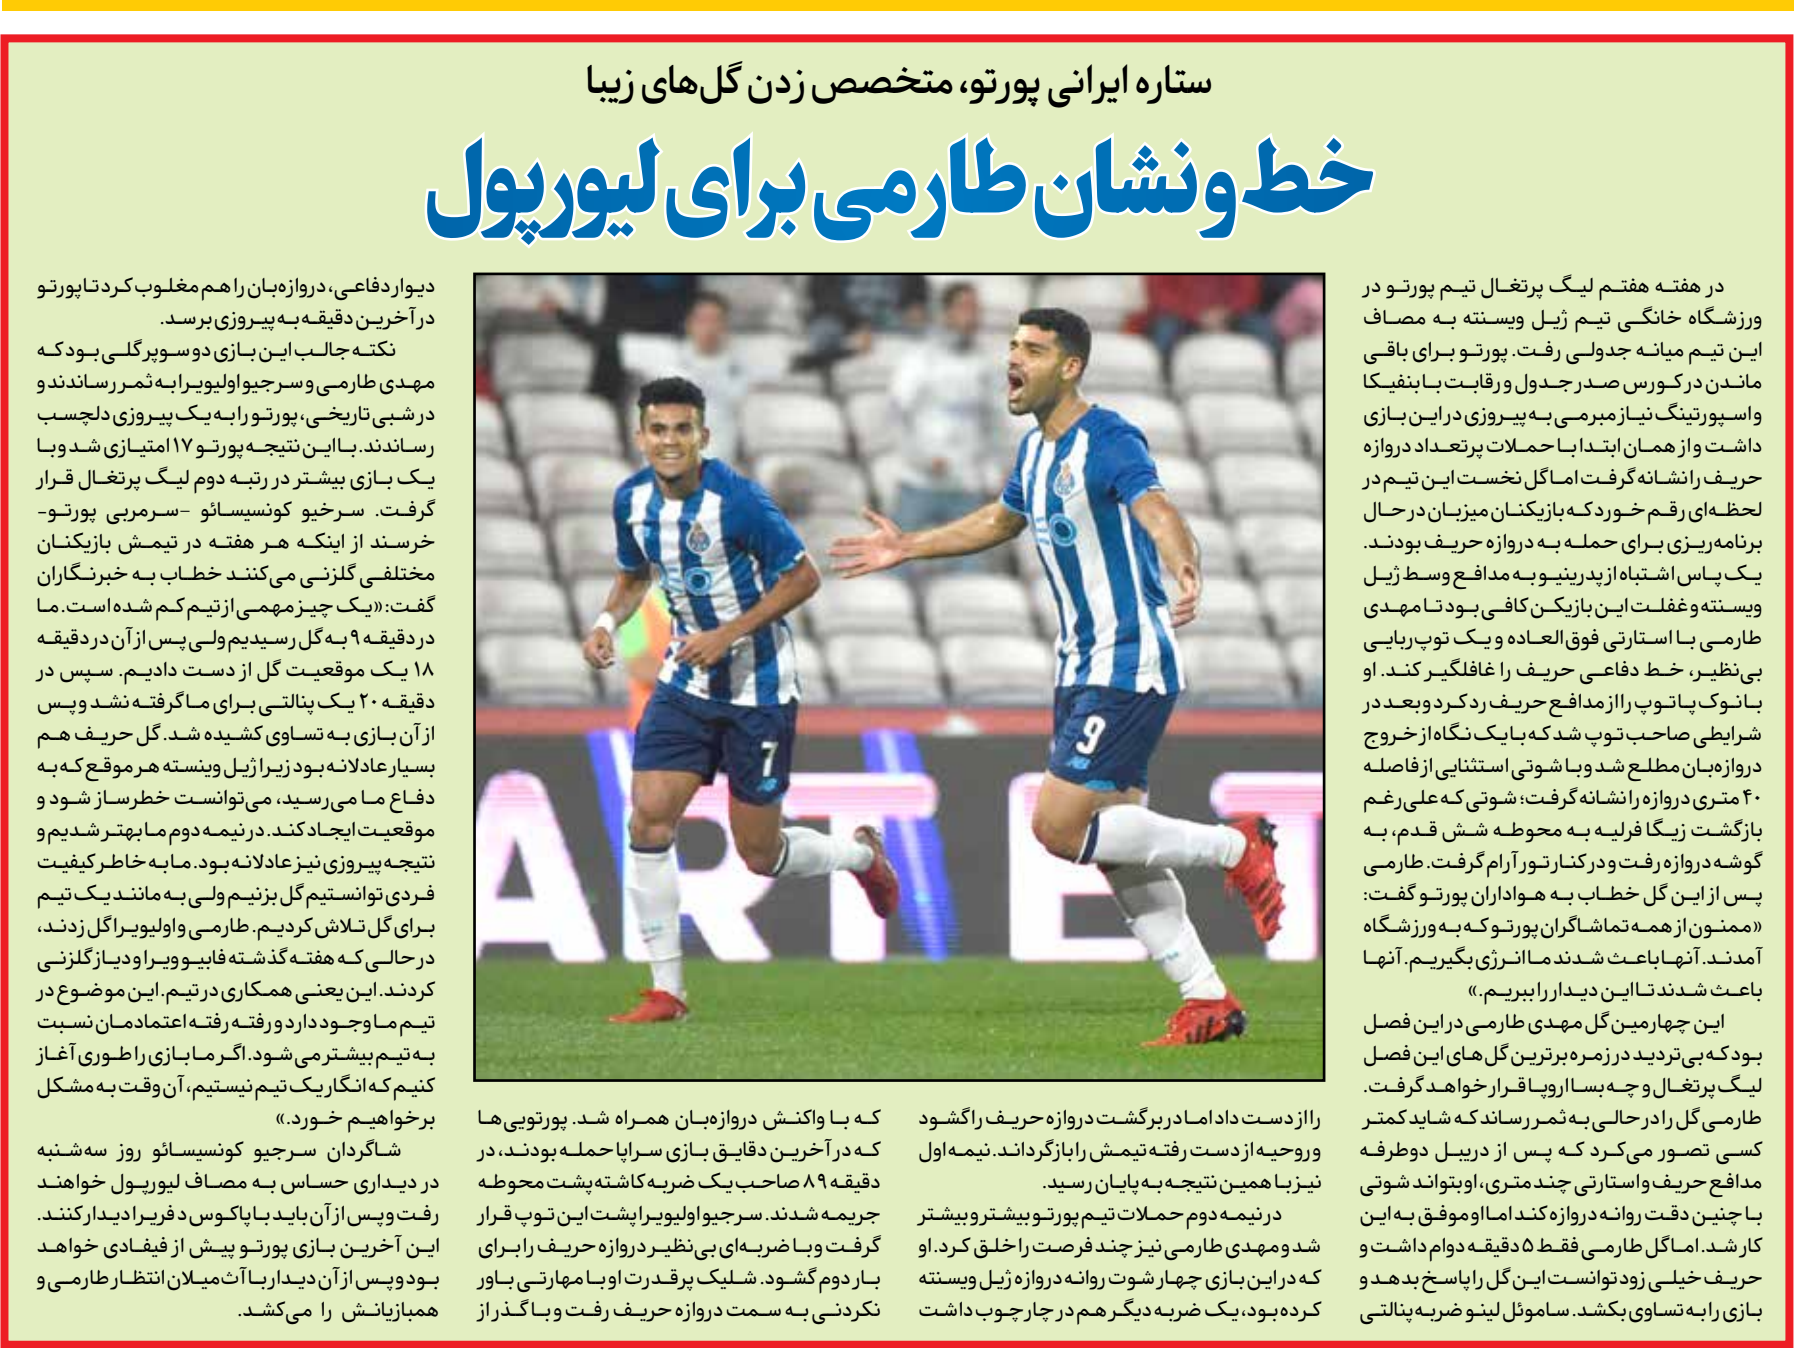 ستاره ایرانی پورتو، متخصص زدن گل‌های زیبا
خط و نشان طارمی برای لیورپول
در هفته هفتم لیگ پرتغال تیم پورتو در
ورزشگاه خانگی تیم ژیل ویسنته به مصاف
این تیم میانه جدولی رفت. پورتو برای باقی
ماندن در کورس صدر جدول و رقابت با بنفیکا
و اسپورتینگ نیاز مبرمی به پیروزی در این بازی
داشت و از همان ابتدا با حملات پرتعداد دروازه
حریف را نشانه گرفت اما گل نخست این تیم در
لحظه‌ای رقم خورد که بازیکنان میزبان در حال
برنامه‌ریزی برای حمله به دروازه حریف بودند.
یک پاس اشتباه از پدرینیو به مدافع وسط ژیل
ویسنته و غفلت این بازیکن کافی بود تا مهدی
طارمی با استارتی فوق‌العاده و یک توپ‌ربایی
بی‌نظیر، خط دفاعی حریف را غافلگیر کند. او
با نوک پا توپ را از مدافع حریف رد کرد و بعد در
شرایطی صاحب توپ شد که با یک نگاه از خروج
دروازه‌بان مطلع شد و با شوتی استثنایی از فاصله
۴۰ متری دروازه را نشانه گرفت؛ شوتی که علی‌رغم
بازگشت زیگا فرلیه به محوطه شش قدم، به
گوشه دروازه رفت و در کنار تور آرام گرفت. طارمی
پس از این گل خطاب به هواداران پورتو گفت:
«ممنون از همه تماشاگران پورتو که به ورزشگاه
آمدند. آنها باعث شدند ما انرژی بگیریم. آنها
باعث شدند تا این دیدار را ببریم.»
این چهارمین گل مهدی طارمی در این فصل
بود که بی‌تردید در زمره برترین گل‌های این فصل
لیگ پرتغال و چه بسا اروپا قرار خواهد گرفت.
طارمی گل را در حالی به ثمر رساند که شاید کمتر
کسی تصور می‌کرد که پس از دریبل دوطرفه
مدافع حریف و استارتی چند متری، او بتواند شوتی
با چنین دقت روانه دروازه کند اما او موفق به این
کار شد. اما گل طارمی فقط ۵ دقیقه دوام داشت و
حریف خیلی زود توانست این گل را پاسخ بدهد و
بازی را به تساوی بکشد. ساموئل لینو ضربه پنالتی
را از دست داد اما در برگشت دروازه حریف را گشود
و روحیه از دست رفته تیمش را بازگرداند. نیمه اول
نیز با همین نتیجه به پایان رسید.
در نیمه دوم حملات تیم پورتو بیشتر و بیشتر
شد و مهدی طارمی نیز چند فرصت را خلق کرد. او
که در این بازی چهار شوت روانه دروازه ژیل ویسنته
کرده بود، یک ضربه دیگر هم در چارچوب داشت
که با واکنش دروازه‌بان همراه شد. پورتویی‌ها
که در آخرین دقایق بازی سراپا حمله بودند، در
دقیقه ۸۹ صاحب یک ضربه کاشته پشت محوطه
جریمه شدند. سرجیو اولیویرا پشت این توپ قرار
گرفت و با ضربه‌ای بی‌نظیر دروازه حریف را برای
بار دوم گشود. شلیک پرقدرت او با مهارتی باور
نکردنی به سمت دروازه حریف رفت و با گذر از
دیوار دفاعی، دروازه‌بان را هم مغلوب کرد تا پورتو
در آخرین دقیقه به پیروزی برسد.
نکته جالب این بازی دو سوپر گلی بود که
مهدی طارمی و سرجیو اولیویرا به ثمر رساندند و
در شبی تاریخی، پورتو را به یک پیروزی دلچسب
رساندند. با این نتیجه پورتو ۱۷ امتیازی شد و با
یک بازی بیشتر در رتبه دوم لیگ پرتغال قرار
گرفت. سرخیو کونسیسائو -سرمربی پورتو-
خرسند از اینکه هر هفته در تیمش بازیکنان
مختلفی گلزنی می‌کنند خطاب به خبرنگاران
گفت: «یک چیز مهمی از تیم کم شده است. ما
در دقیقه ۹ به گل رسیدیم ولی پس از آن در دقیقه
۱۸ یک موقعیت گل از دست دادیم. سپس در
دقیقه ۲۰ یک پنالتی برای ما گرفته نشد و پس
از آن بازی به تساوی کشیده شد. گل حریف هم
بسیار عادلانه بود زیرا ژیل وینسته هر موقع که به
دفاع ما می‌رسید، می‌توانست خطرساز شود و
موقعیت ایجاد کند. در نیمه دوم ما بهتر شدیم و
نتیجه پیروزی نیز عادلانه بود. ما به خاطر کیفیت
فردی توانستیم گل بزنیم ولی به مانند یک تیم
برای گل تلاش کردیم. طارمی و اولیویرا گل زدند،
در حالی که هفته گذشته فابیو ویرا و دیاز گلزنی
کردند. این یعنی همکاری در تیم. این موضوع در
تیم ما وجود دارد و رفته رفته اعتمادمان نسبت
به تیم بیشتر می‌شود. اگر ما بازی را طوری آغاز
کنیم که انگار یک تیم نیستیم، آن وقت به مشکل
برخواهیم خورد.»
شاگردان سرجیو کونسیسائو روز سه‌شنبه
در دیداری حساس به مصاف لیورپول خواهند
رفت و پس از آن باید با پاکوس دفریرا دیدار کنند.
این آخرین بازی پورتو پیش از فیفادی خواهد
بود و پس از آن دیدار با آث‌میلان انتظار طارمی و
همبازیانش را می‌کشد.
7
9
ART ET